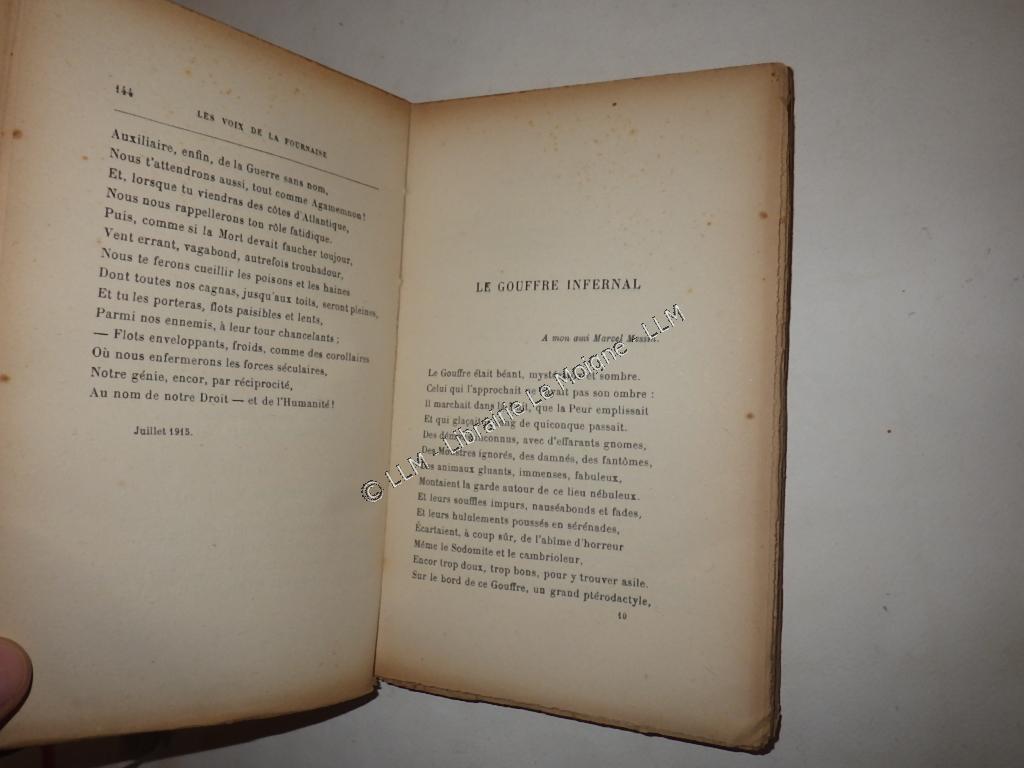 144
LES VOIX DE LA FOURNAISE
Auxiliaire, enfin, de la Guerre sans nom,
Nous t'attendrons aussi, tout comme Agamemnon!
Et, lorsque tu viendras des côtes d'Atlantique,
Nous nous rappellerons ton rôle fatidique.
Puis, comme si la Mort devait faucher toujour,
Vent errant, vagabond, autrefois troubadour,
Nous te ferons cueillir les poisons et les haines
Dont toutes nos cagnas, jusqu'aux toits, seront pleines,
Et tu les porteras, flots paisibles et lents,
Parmi nos ennemis, à leur tour chancelants ;
— Flots enveloppants, froids, comme des corollaires
Où nous enfermerons les forces séculaires,
Notre génie, encor, par réciprocité,
Au nom de notre Droit — et de l'Humanité!
Juillet 1915.
LE GOUFFRE INFERNAL
A mon ami Marcel
Le Gouffre était béant, et sombre.
Celui qui l'approchait pas son ombre :
Il marchait dans que la Peur emplissait
Et qui glaçait de quiconque passait.
Des inconnus, avec d'effarants gnomes,
Des Monstres ignorés, des damnés, des fantômes,
Des animaux gluants, immenses, fabuleux,
Montaient la garde autour de ce lieu nébuleux.
Et leurs souffles impurs, nauséabonds et fades,
Et leurs hululements poussés en sérénades,
Écartaient, à coup sûr, de l'abîme d'horreur
Même le Sodomite et le cambrioleur,
Encor trop doux, trop bons, pour y trouver asile.
Sur le bord de ce Gouffre, un grand ptérodactyle,
10
© LLM - Librairie Le Moigne - LLM